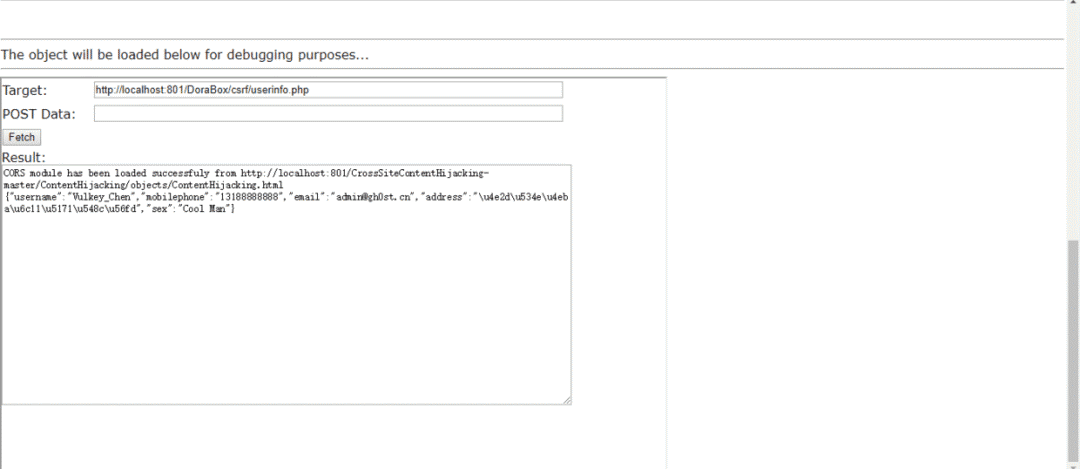 The object will be loaded below for debugging purposes...
Target: http://localhost:801/DoraBox/csrf/userinfo.php
POST Data:
Fetch
Result:
CORS module has been loaded successfuly from http://localhost:801/CrossSiteContentHijacking-
master/ContentHijacking/objects/ContentHijacking.html
{"username":"Vulkey_Chen","mobilephone":"13188888888","email":"admin@gh0st.cn","address":"\u4e2d\u534e\u4eb
a\u6c11\u5171\u548c\u56fd","sex":"Cool Man"}